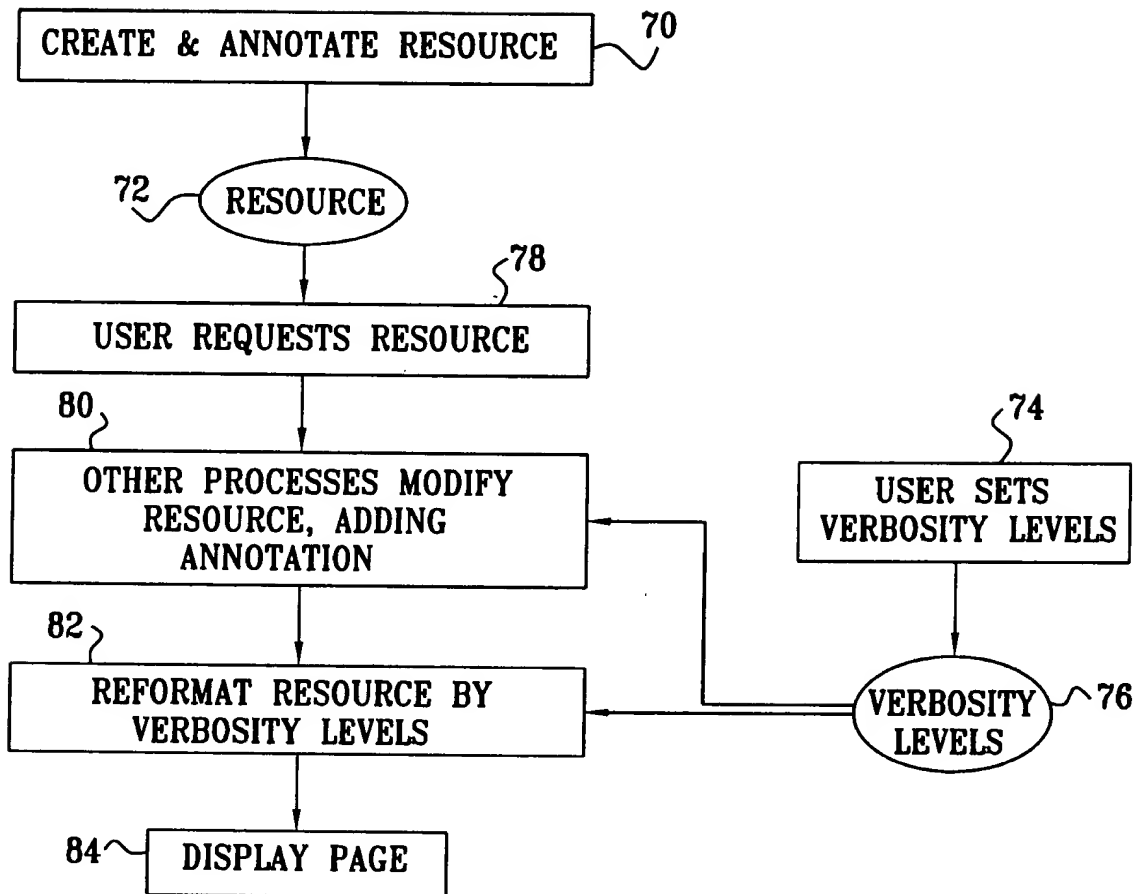 CREATE & ANNOTATE RESOURCE
70
72
RESOURCE
78
USER REQUESTS RESOURCE
80
OTHER PROCESSES MODIFY
RESOURCE, ADDING
ANNOTATION
74
USER SETS
VERBOSITY LEVELS
82
REFORMAT RESOURCE BY
VERBOSITY LEVELS
VERBOSITY
LEVELS
76
84
DISPLAY PAGE